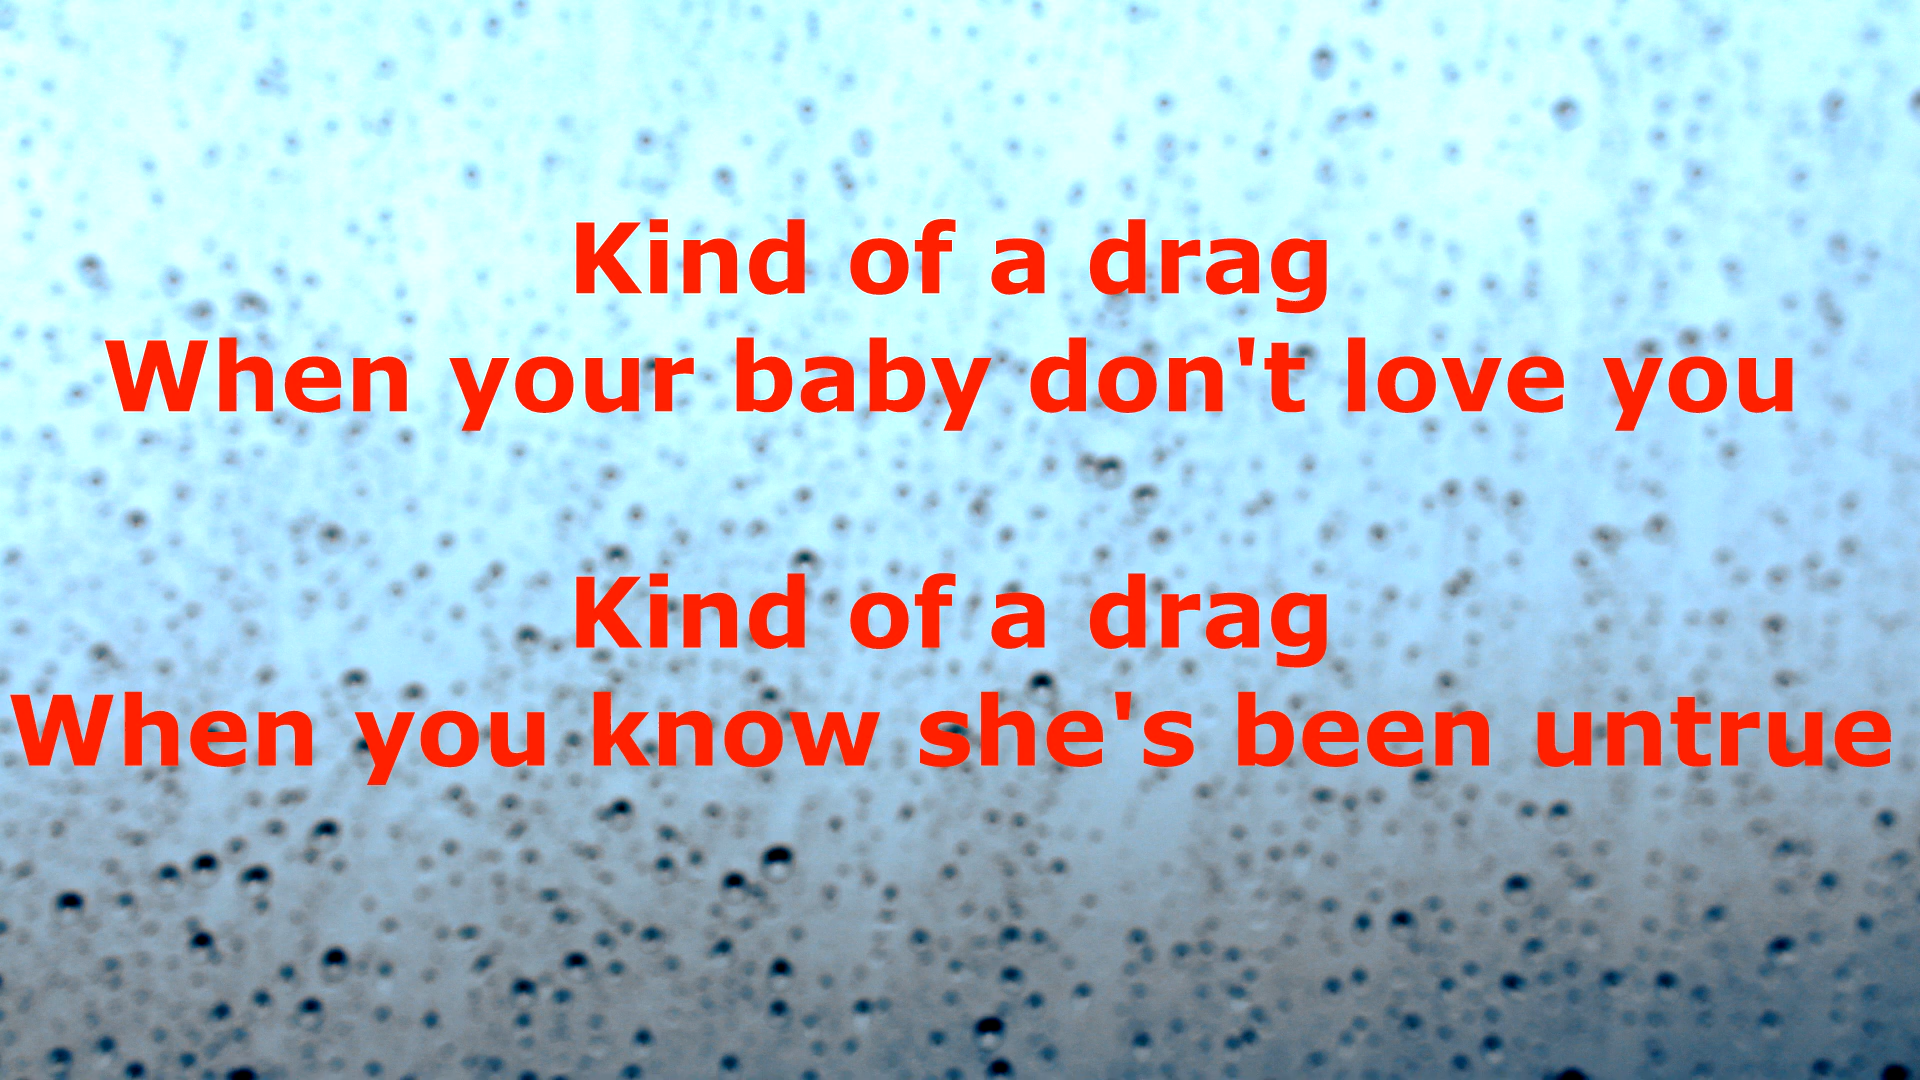 Kind of a drag
When your baby don't love you
Kind of a drag
When you know she's been untrue